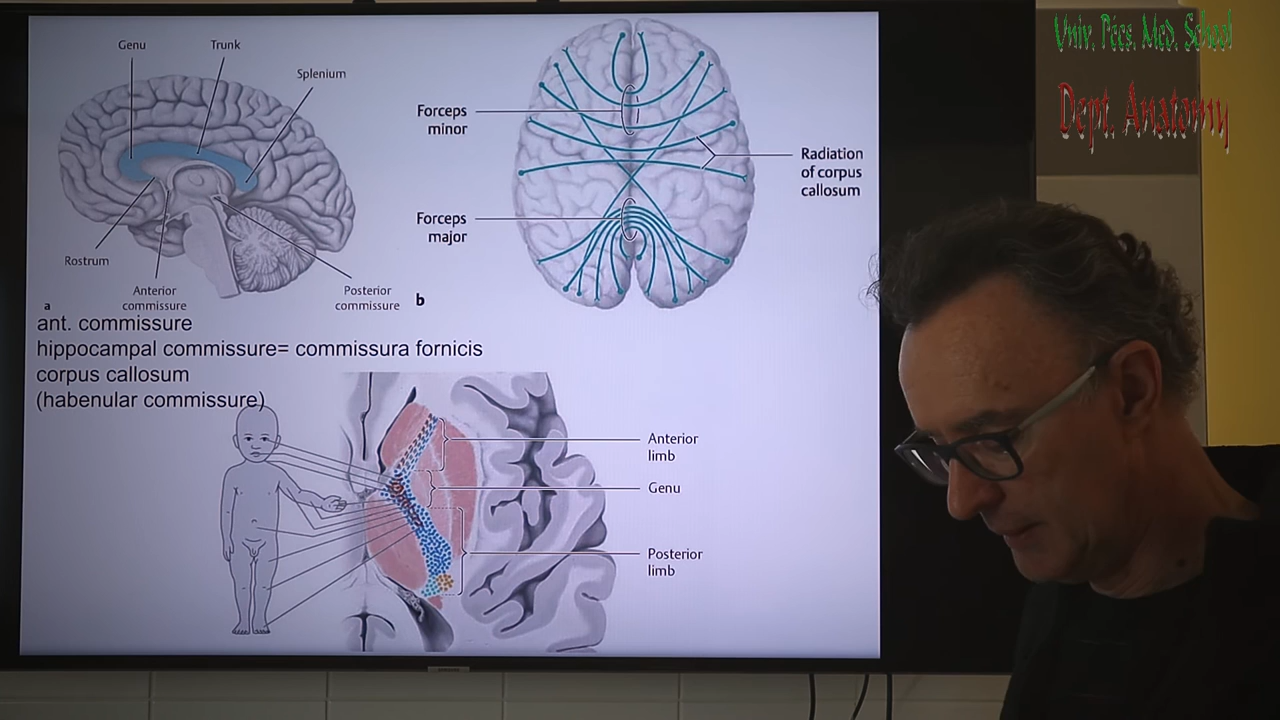 Univ. Pécs. Med. School
Dept. Anatomy
Genu
Trunk
Splenium
Rostrum
Anterior
commissure
Posterior
commissure
a
Forceps
minor
Radiation
of corpus
callosum
Forceps
major
b
ant. commissure
hippocampal commissure= commissura fornicis
corpus callosum
(habenular commissure)
Anterior
limb
Genu
Posterior
limb